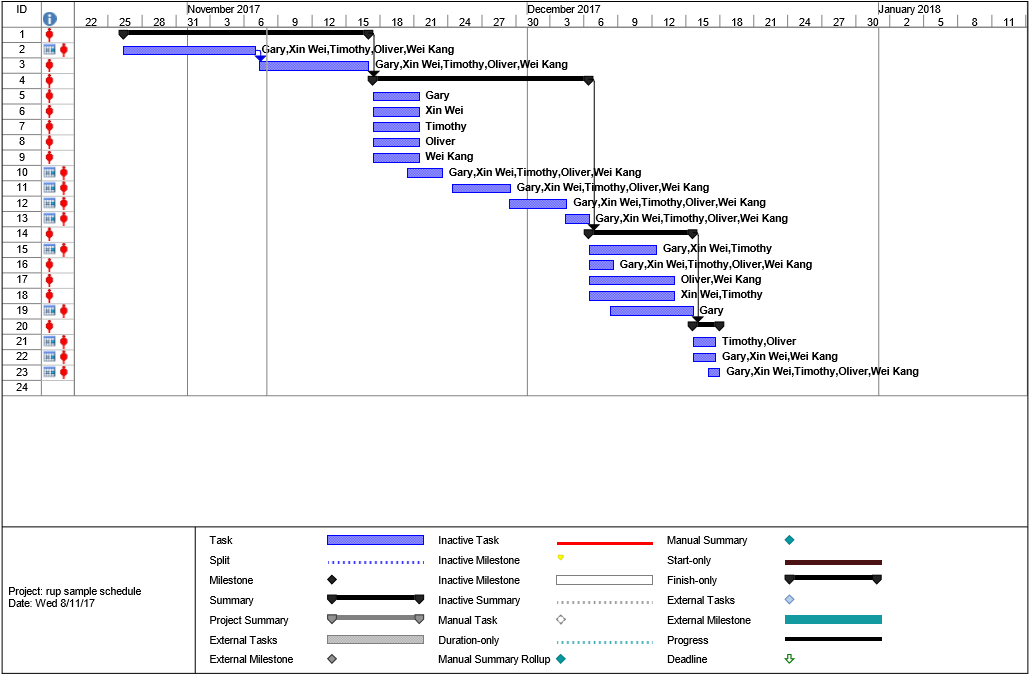 ID
November 2017 December 2017 January 2018
22 25 28 31 3 6 9 12 15 18 21 24 27 30 3 6 9 12 15 18 21 24 27 30 2 5 8 11
1
2 Gary,Xin Wei,Timothy,Oliver,Wei Kang
3 Gary,Xin Wei,Timothy,Oliver,Wei Kang
4
5 Gary
6 Xin Wei
7 Timothy
8 Oliver
9 Wei Kang
10 Gary,Xin Wei,Timothy,Oliver,Wei Kang
11 Gary,Xin Wei,Timothy,Oliver,Wei Kang
12 Gary,Xin Wei,Timothy,Oliver,Wei Kang
13 Gary,Xin Wei,Timothy,Oliver,Wei Kang
14
15 Gary,Xin Wei,Timothy
16 Gary,Xin Wei,Timothy,Oliver,Wei Kang
17 Oliver,Wei Kang
18 Xin Wei,Timothy
19 Gary
20
21 Timothy,Oliver
22 Gary,Xin Wei,Wei Kang
23 Gary,Xin Wei,Timothy,Oliver,Wei Kang
24
Project: rup sample schedule
Date: Wed 8/11/17
Task
Split
Milestone
Summary
Project Summary
External Tasks
External Milestone
Inactive Task
Inactive Milestone
Inactive Milestone
Inactive Summary
Manual Task
Duration-only
Manual Summary Rollup
Manual Summary
Start-only
Finish-only
External Tasks
External Milestone
Progress
Deadline